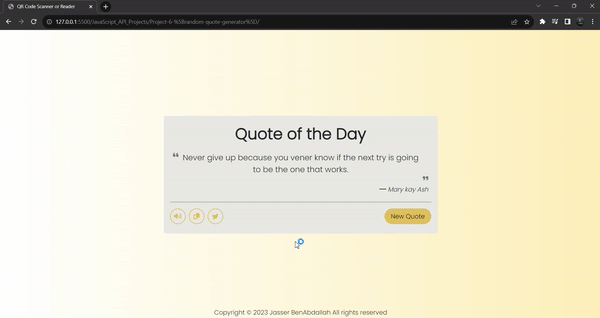 QR Code Scanner or Reader
127.0.0.1:5500/JavaScript_API_Projects/Project-6-%5Brandom-quote-generator%5D/
Quote of the Day
❝ Never give up because you vener know if the next try is going
to be the one that works.
❞
— Mary kay Ash
New Quote
Copyright © 2023 Jasser BenAbdallah All rights reserved